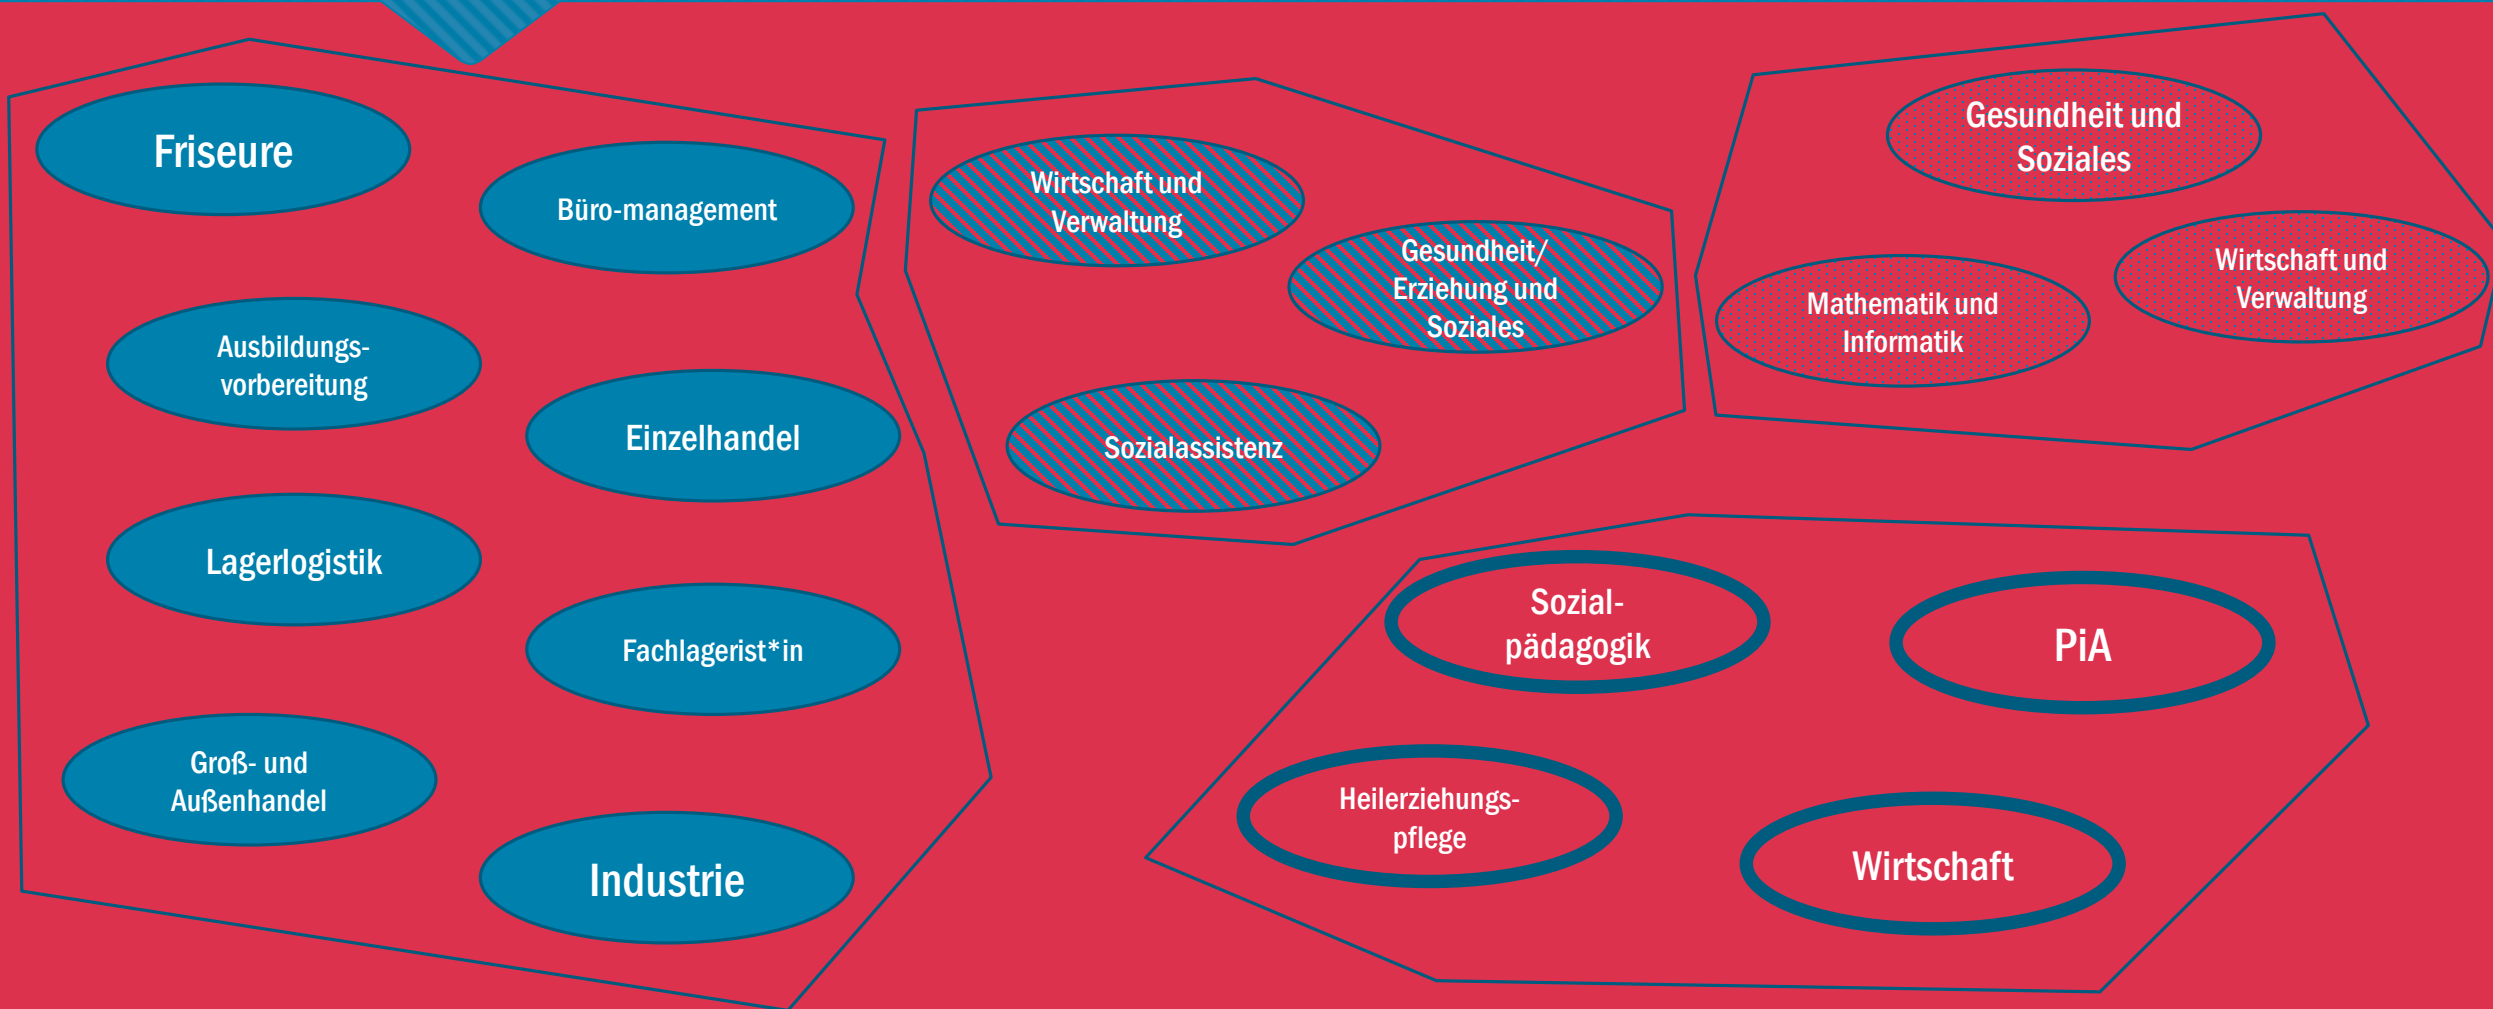 Friseure
Büro-management
Ausbildungs-
vorbereitung
Einzelhandel
Lagerlogistik
Fachlagerist*in
Groß- und
Außenhandel
Industrie
Wirtschaft und
Verwaltung
Gesundheit/
Erziehung und
Soziales
Sozialassistenz
Gesundheit und
Soziales
Mathematik und
Informatik
Wirtschaft und
Verwaltung
Sozial-
pädagogik
PiA
Heilerziehungs-
pflege
Wirtschaft